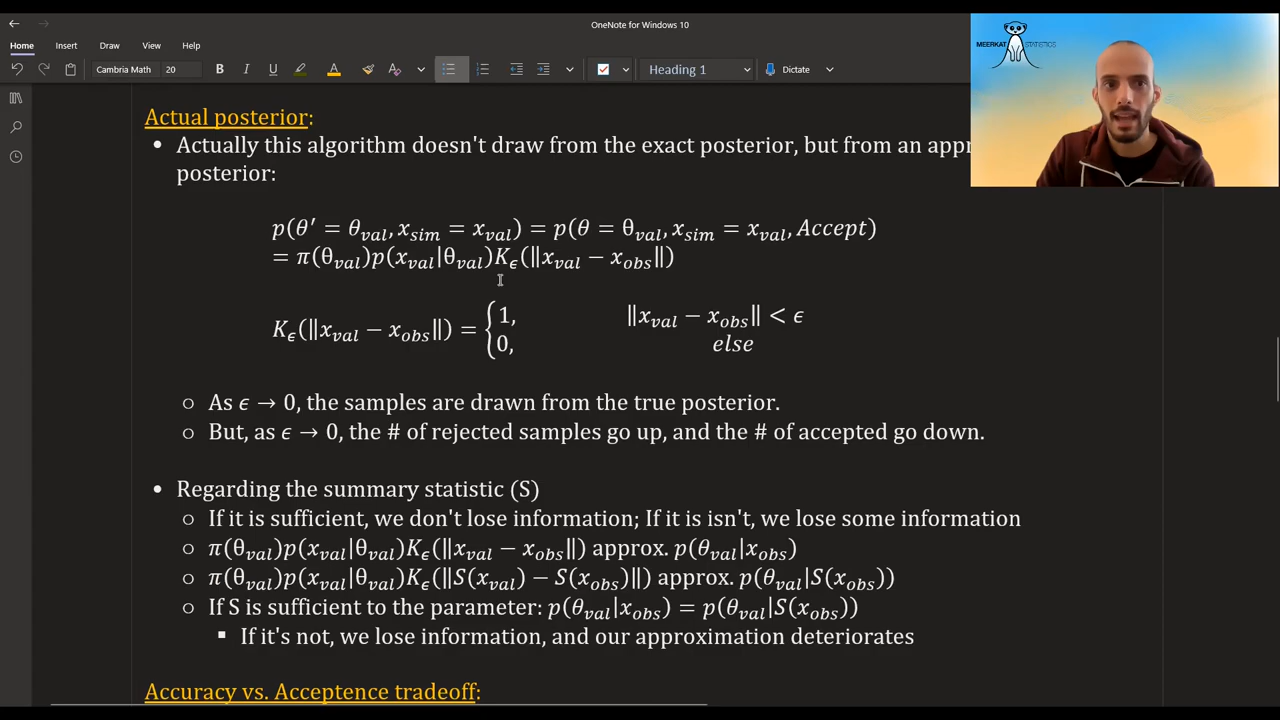 OneNote for Windows 10
Home Insert Draw View Help
Cambria Math 20 B I U A A Heading 1 Dictate
MEERKAT STATISTICS
Actual posterior:
• Actually this algorithm doesn't draw from the exact posterior, but from an appr
posterior:
p(θ′ = θ_val, x_sim = x_val) = p(θ = θ_val, x_sim = x_val, Accept)
= π(θ_val)p(x_val|θ_val)K_ϵ(‖x_val − x_obs‖)
K_ϵ(‖x_val − x_obs‖) = { 1, ‖x_val − x_obs‖ < ϵ
0, else
○ As ϵ → 0, the samples are drawn from the true posterior.
○ But, as ϵ → 0, the # of rejected samples go up, and the # of accepted go down.
• Regarding the summary statistic (S)
○ If it is sufficient, we don't lose information; If it is isn't, we lose some information
○ π(θ_val)p(x_val|θ_val)K_ϵ(‖x_val − x_obs‖) approx. p(θ_val|x_obs)
○ π(θ_val)p(x_val|θ_val)K_ϵ(‖S(x_val) − S(x_obs)‖) approx. p(θ_val|S(x_obs))
○ If S is sufficient to the parameter: p(θ_val|x_obs) = p(θ_val|S(x_obs))
▪ If it's not, we lose information, and our approximation deteriorates
Accuracy vs. Acceptence tradeoff: